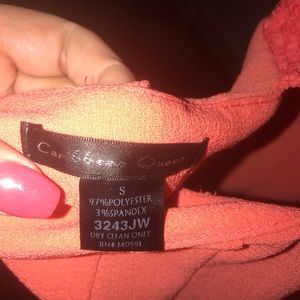 Caribbean Queen
S
97%POLYESTER
3%SPANDEX
3243JW
DRY CLEAN ONLY
RN# 140591